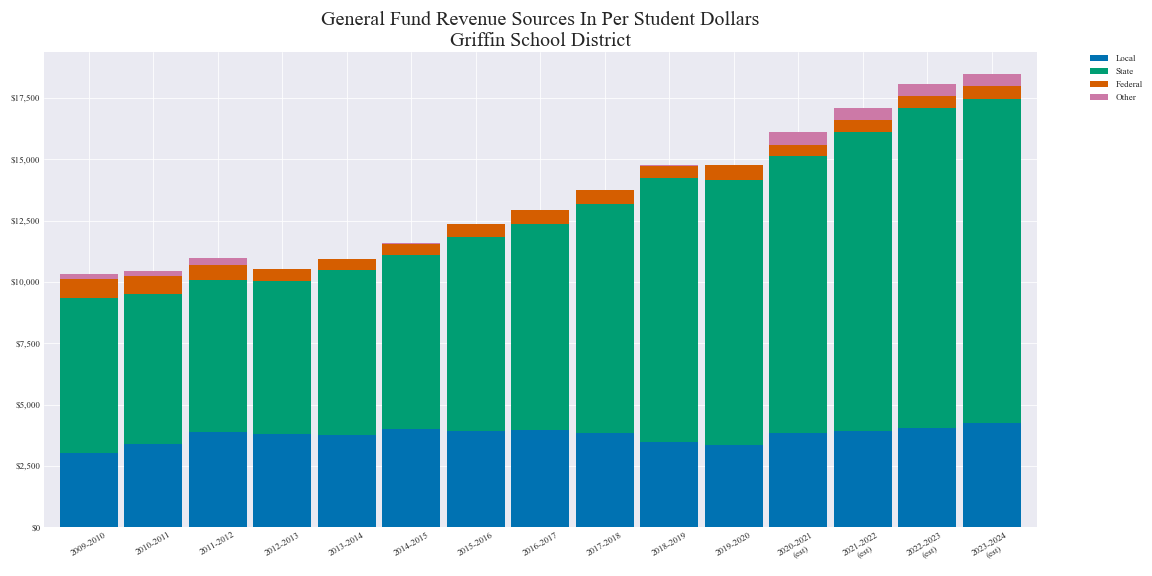 General Fund Revenue Sources In Per Student Dollars
Griffin School District
Local
State
Federal
Other
$17,500
$15,000
$12,500
$10,000
$7,500
$5,000
$2,500
$0
2009-2010
2010-2011
2011-2012
2012-2013
2013-2014
2014-2015
2015-2016
2016-2017
2017-2018
2018-2019
2019-2020
2020-2021
(est)
2021-2022
(est)
2022-2023
(est)
2023-2024
(est)